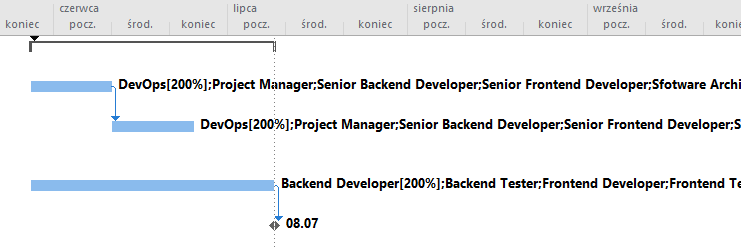 czerwca lipca sierpnia września
koniec pocz. środ. koniec pocz. środ. koniec pocz. środ. koniec pocz. środ.
DevOps[200%];Project Manager;Senior Backend Developer;Senior Frontend Developer;Sfotware Archi
DevOps[200%];Project Manager;Senior Backend Developer;Senior Frontend Developer;S
Backend Developer[200%];Backend Tester;Frontend Developer;Frontend Te
08.07